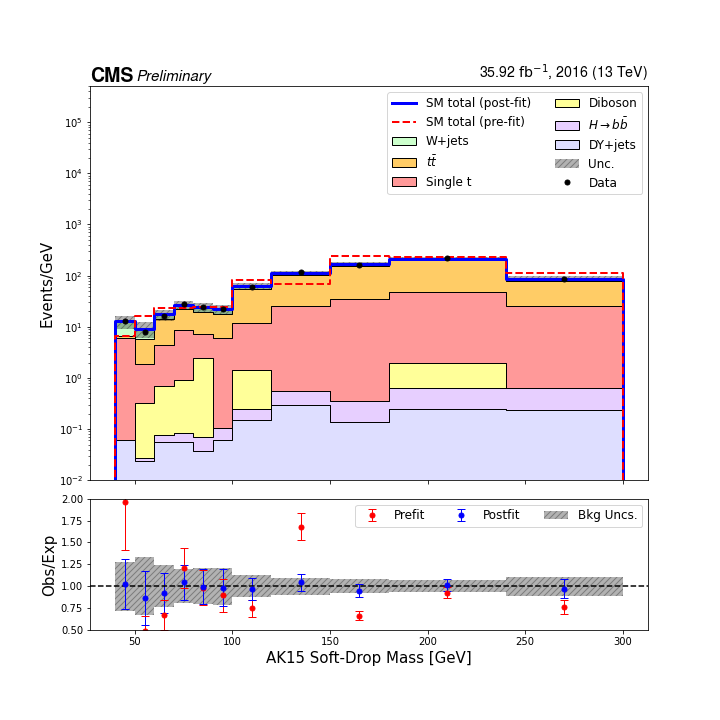 CMS Preliminary
35.92 fb⁻¹, 2016 (13 TeV)
Events/GeV
10⁵
10⁴
10³
10²
10¹
10⁰
10⁻¹
10⁻²
SM total (post-fit)
SM total (pre-fit)
W+jets
tt̄
Single t
Diboson
H→bb̄
DY+jets
Unc.
Data
Obs/Exp
2.00
1.75
1.50
1.25
1.00
0.75
0.50
Prefit
Postfit
Bkg Uncs.
50
100
150
200
250
300
AK15 Soft-Drop Mass [GeV]